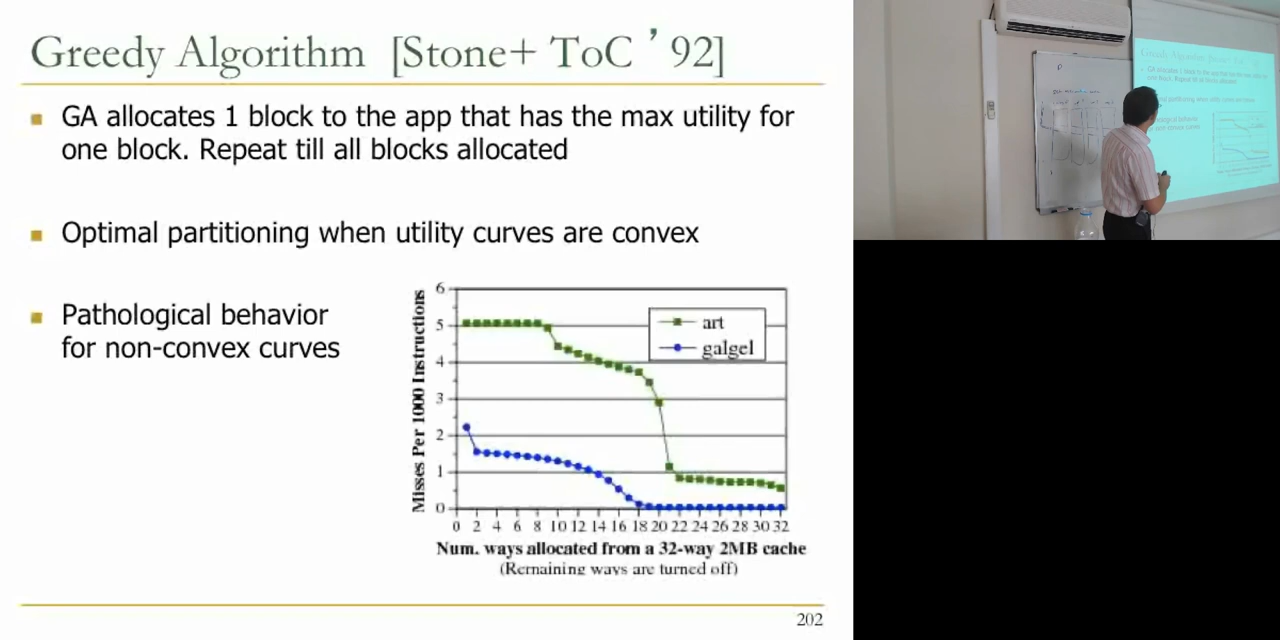 Greedy Algorithm [Stone+ ToC ’92]
GA allocates 1 block to the app that has the max utility for
one block. Repeat till all blocks allocated
Optimal partitioning when utility curves are convex
Pathological behavior
for non-convex curves
Misses Per 1000 Instructions
6
5
4
3
2
1
0
art
galgel
0 2 4 6 8 10 12 14 16 18 20 22 24 26 28 30 32
Num. ways allocated from a 32-way 2MB cache
(Remaining ways are turned off)
202